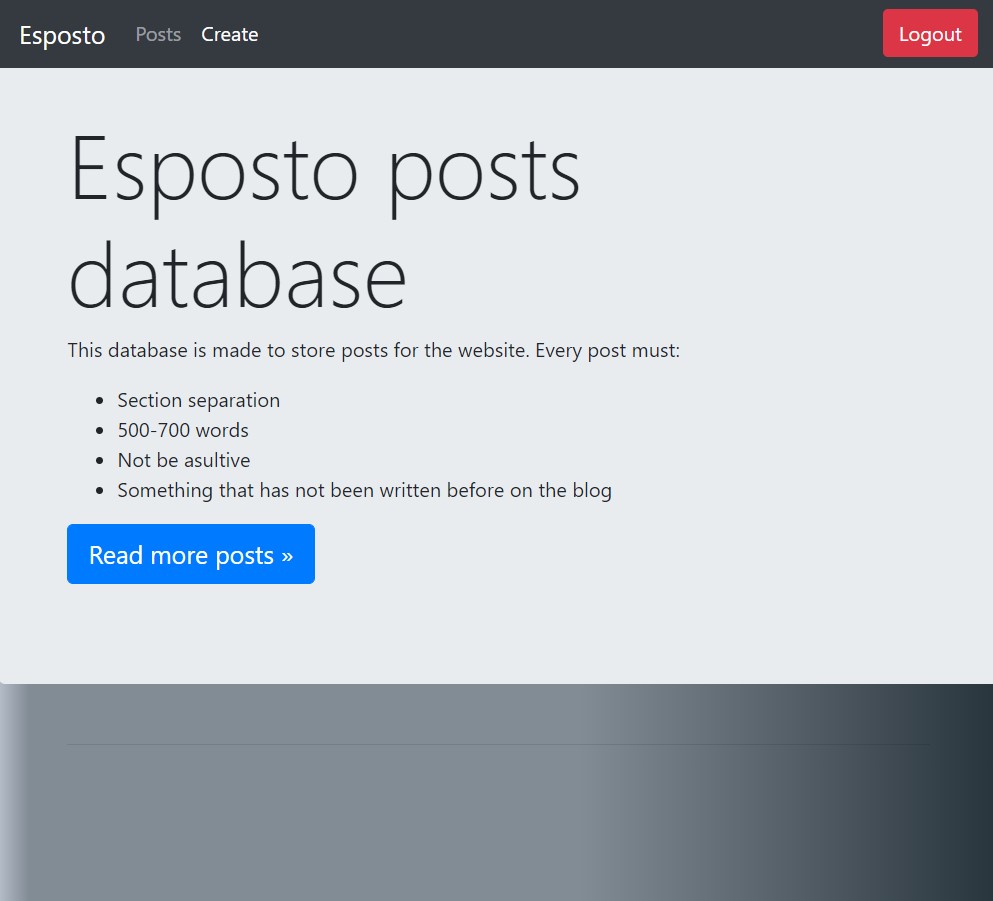 Esposto Posts Create Logout
Esposto posts
database
This database is made to store posts for the website. Every post must:
• Section separation
• 500-700 words
• Not be asultive
• Something that has not been written before on the blog
Read more posts »